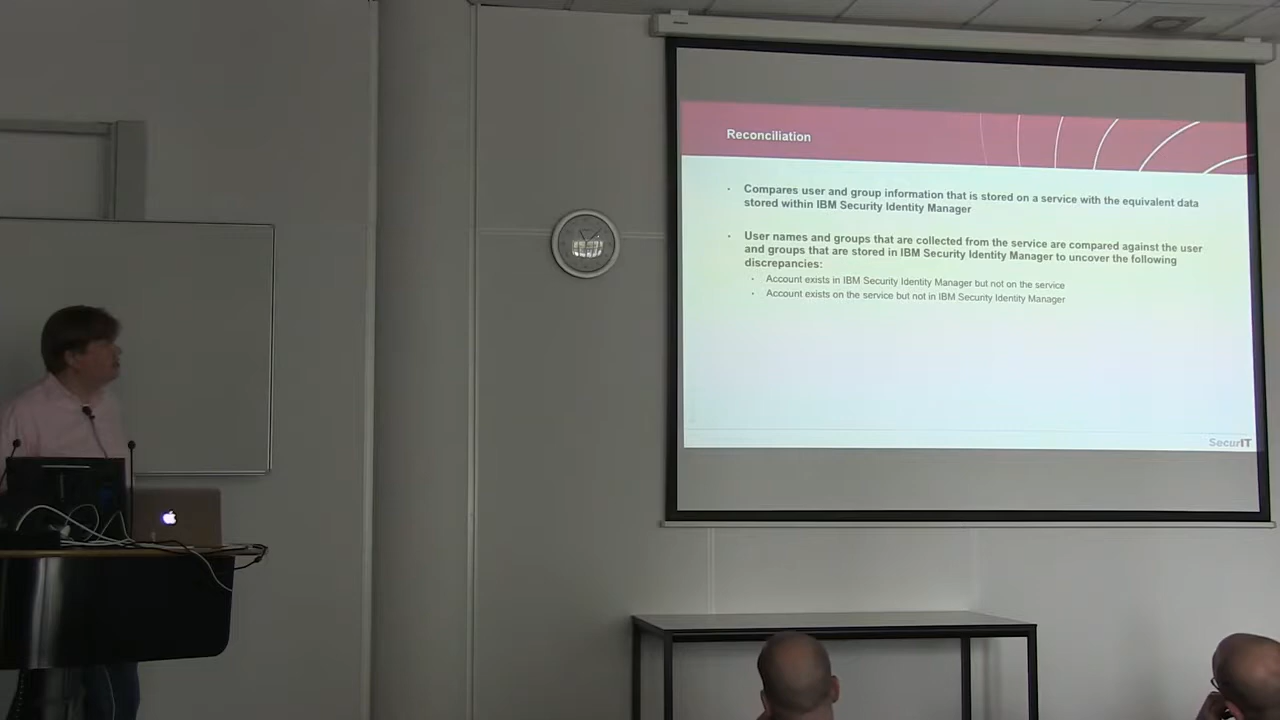 Reconciliation
Compares user and group information that is stored on a service with the equivalent data
stored within IBM Security Identity Manager
User names and groups that are collected from the service are compared against the user
and groups that are stored in IBM Security Identity Manager to uncover the following
discrepancies:
Account exists in IBM Security Identity Manager but not on the service
Account exists on the service but not in IBM Security Identity Manager
SecurIT